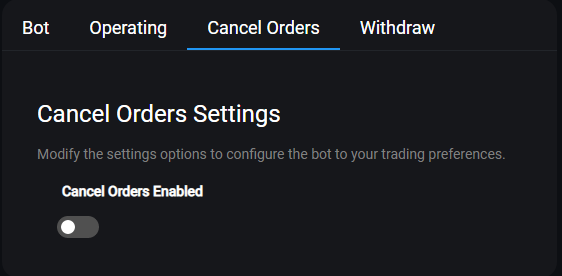 Bot Operating Cancel Orders Withdraw
Cancel Orders Settings
Modify the settings options to configure the bot to your trading preferences.
Cancel Orders Enabled